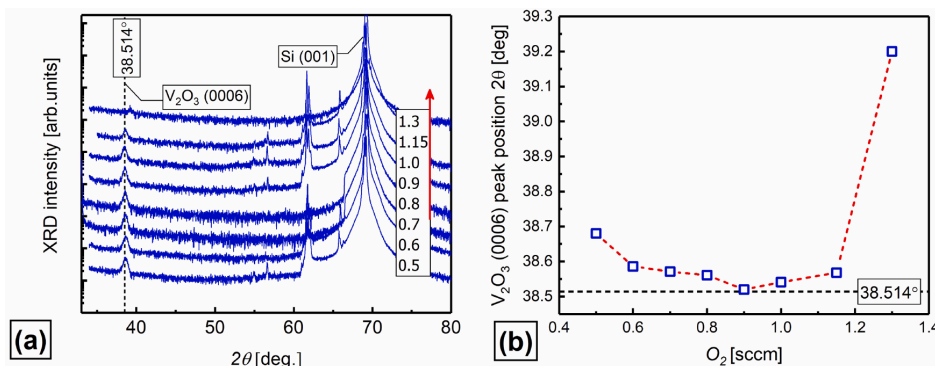 XRD intensity [arb.units]
38.514°
V₂O₃ (0006)
Si (001)
1.3
1.15
1.0
0.9
0.8
0.7
0.6
0.5
40 50 60 70 80
2θ [deg.]
(a)
V₂O₃ (0006) peak position 2θ [deg]
39.3
39.2
39.1
39.0
38.9
38.8
38.7
38.6
38.5
38.514°
0.4 0.6 0.8 1.0 1.2 1.4
O₂ [sccm]
(b)